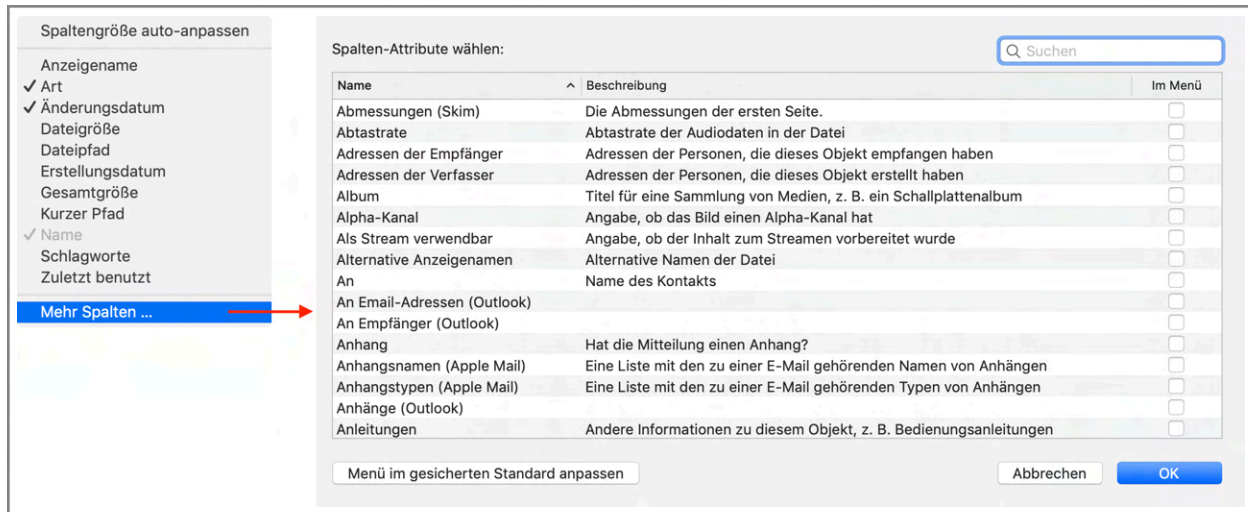 Spaltengröße auto-anpassen
Anzeigename
✓ Art
✓ Änderungsdatum
Dateigröße
Dateipfad
Erstellungsdatum
Gesamtgröße
Kurzer Pfad
✓ Name
Schlagworte
Zuletzt benutzt
Mehr Spalten ...
Spalten-Attribute wählen:
Suchen
Name Beschreibung Im Menü
Abmessungen (Skim) Die Abmessungen der ersten Seite.
Abtastrate Abtastrate der Audiodaten in der Datei
Adressen der Empfänger Adressen der Personen, die dieses Objekt empfangen haben
Adressen der Verfasser Adressen der Personen, die dieses Objekt erstellt haben
Album Titel für eine Sammlung von Medien, z. B. ein Schallplattenalbum
Alpha-Kanal Angabe, ob das Bild einen Alpha-Kanal hat
Als Stream verwendbar Angabe, ob der Inhalt zum Streamen vorbereitet wurde
Alternative Anzeigenamen Alternative Namen der Datei
An Name des Kontakts
An Email-Adressen (Outlook)
An Empfänger (Outlook)
Anhang Hat die Mitteilung einen Anhang?
Anhangsnamen (Apple Mail) Eine Liste mit den zu einer E-Mail gehörenden Namen von Anhängen
Anhangstypen (Apple Mail) Eine Liste mit den zu einer E-Mail gehörenden Typen von Anhängen
Anhänge (Outlook)
Anleitungen Andere Informationen zu diesem Objekt, z. B. Bedienungsanleitungen
Menü im gesicherten Standard anpassen
Abbrechen
OK